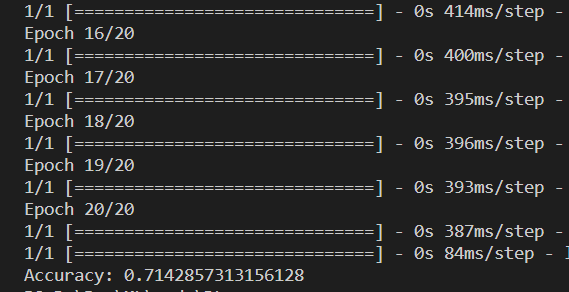 1/1 [==============================] - 0s 414ms/step -
Epoch 16/20
1/1 [==============================] - 0s 400ms/step -
Epoch 17/20
1/1 [==============================] - 0s 395ms/step -
Epoch 18/20
1/1 [==============================] - 0s 396ms/step -
Epoch 19/20
1/1 [==============================] - 0s 393ms/step -
Epoch 20/20
1/1 [==============================] - 0s 387ms/step -
1/1 [==============================] - 0s 84ms/step -
Accuracy: 0.7142857313156128